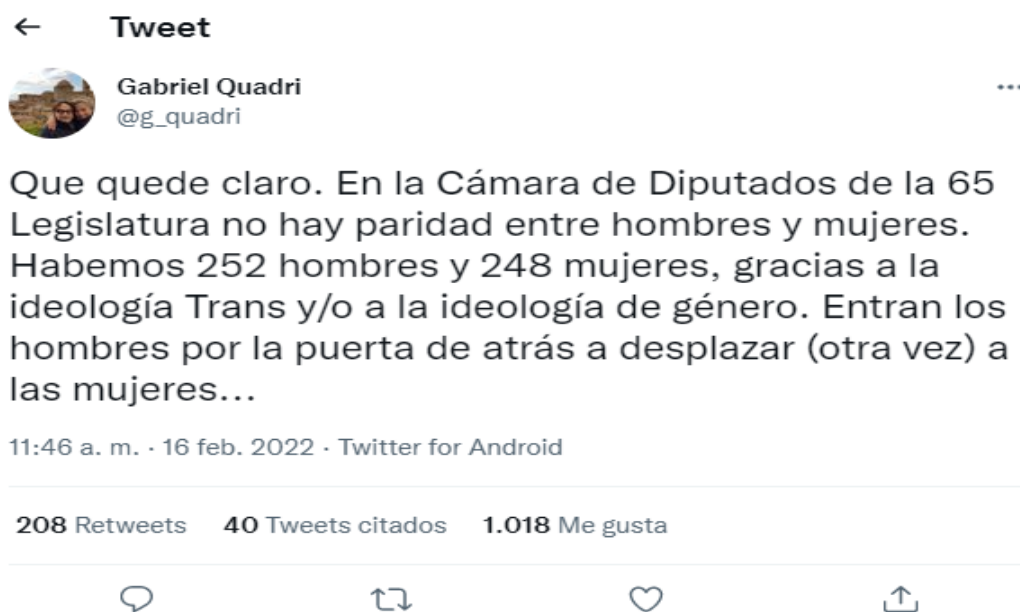 Tweet
Gabriel Quadri
@g_quadri
Que quede claro. En la Cámara de Diputados de la 65
Legislatura no hay paridad entre hombres y mujeres.
Habemos 252 hombres y 248 mujeres, gracias a la
ideología Trans y/o a la ideología de género. Entran los
hombres por la puerta de atrás a desplazar (otra vez) a
las mujeres...
11:46 a. m. · 16 feb. 2022 · Twitter for Android
208 Retweets 40 Tweets citados 1.018 Me gusta